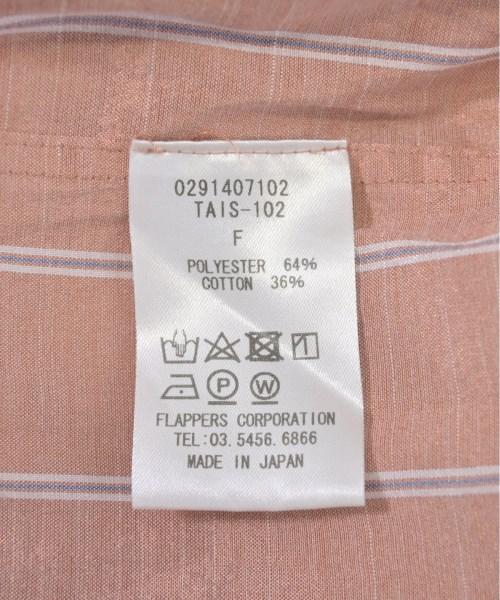 0291407102
TAIS-102
F
POLYESTER 64%
COTTON 36%
P W
FLAPPERS CORPORATION
TEL:03.5456.6866
MADE IN JAPAN